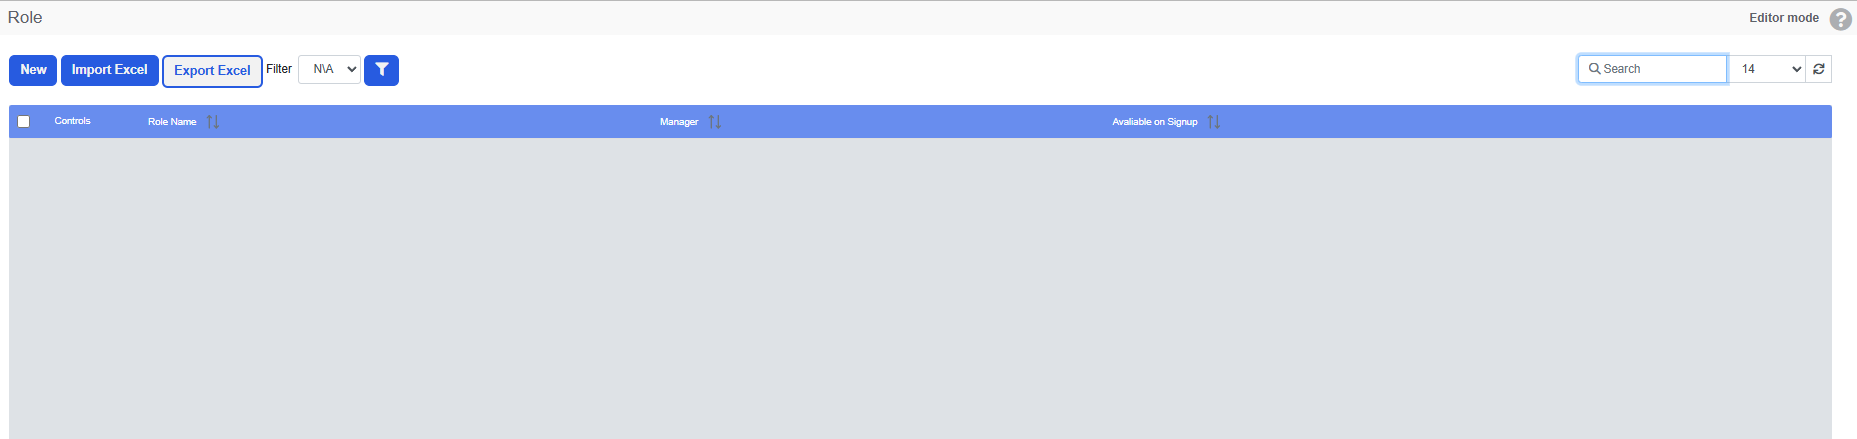 Role
Editor mode ?
New Import Excel Export Excel Filter N\A
Search 14
Controls Role Name Manager Avaliable on Signup